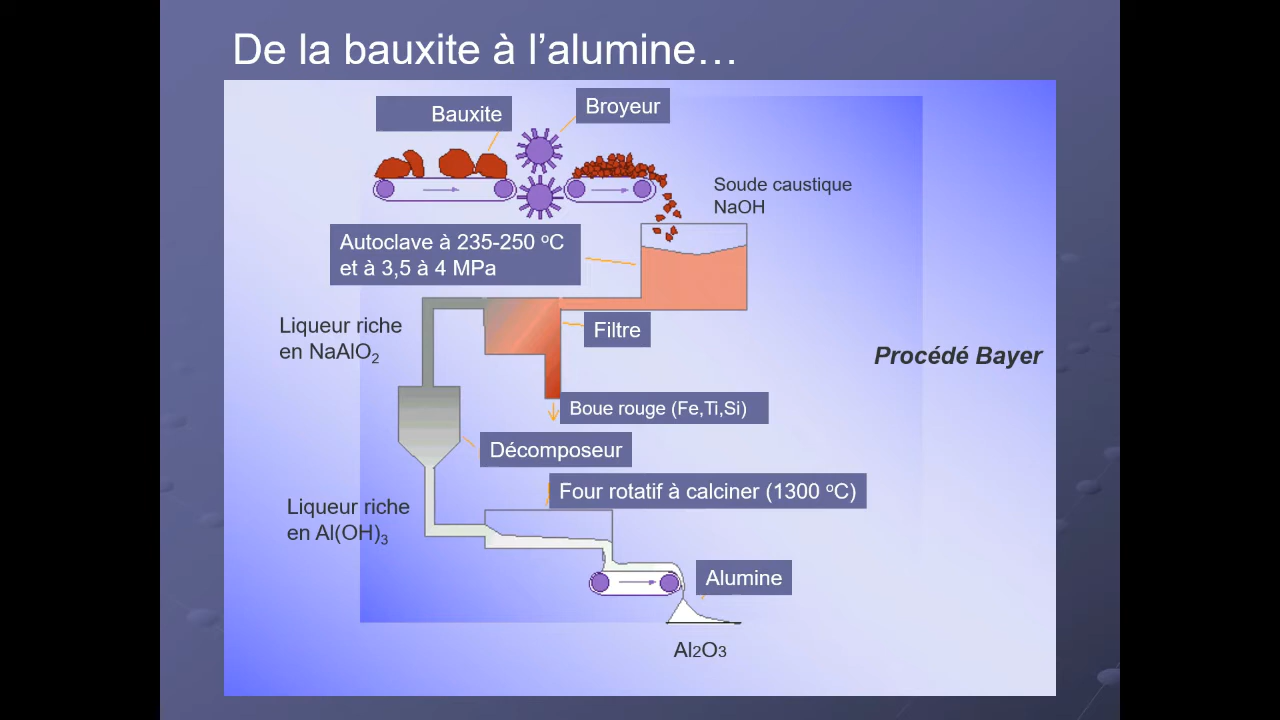 De la bauxite à l’alumine…
Bauxite
Broyeur
Soude caustique
NaOH
Autoclave à 235-250 ºC
et à 3,5 à 4 MPa
Liqueur riche
en NaAlO₂
Filtre
Procédé Bayer
Boue rouge (Fe,Ti,Si)
Décomposeur
Four rotatif à calciner (1300 ºC)
Liqueur riche
en Al(OH)₃
Alumine
Al2O3